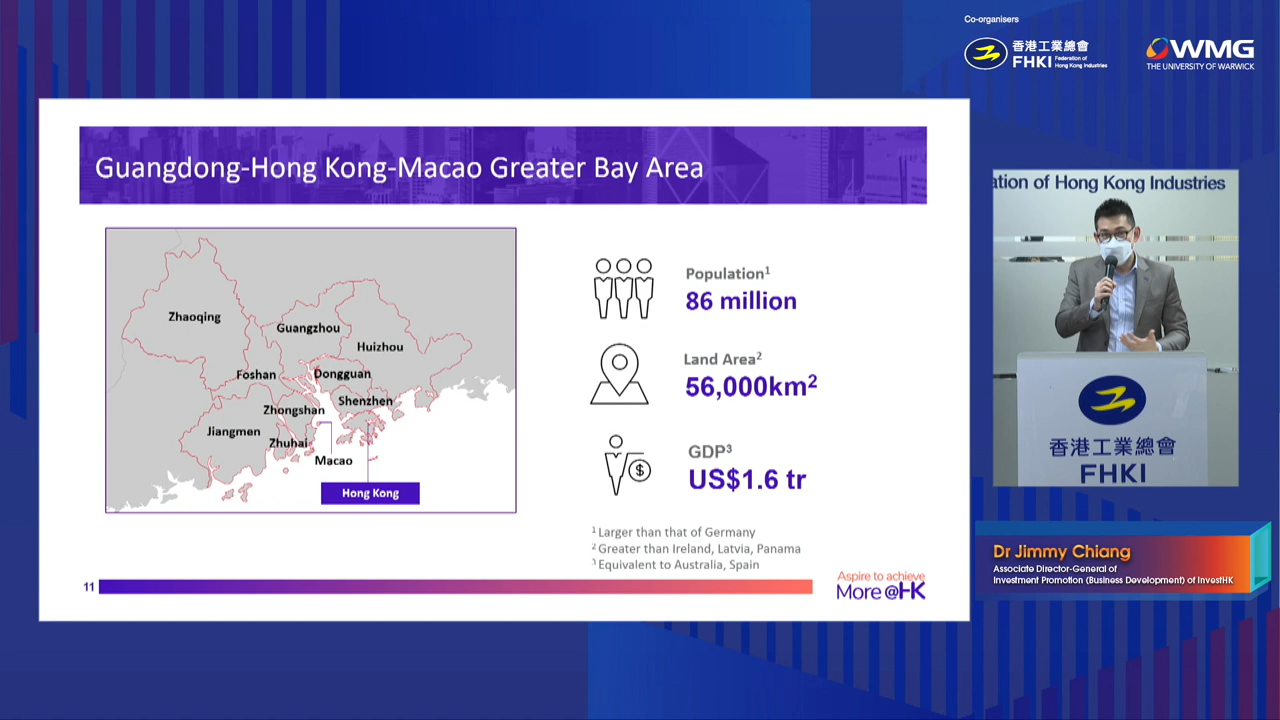 Co-organisers
香港工業總會
FHKI Federation of
Hong Kong Industries
WMG
THE UNIVERSITY OF WARWICK
Guangdong-Hong Kong-Macao Greater Bay Area
Zhaoqing
Guangzhou
Huizhou
Foshan
Dongguan
Shenzhen
Zhongshan
Jiangmen
Zhuhai
Macao
Hong Kong
Population¹
86 million
Land Area²
56,000km²
GDP³
US$1.6 tr
¹ Larger than that of Germany
² Greater than Ireland, Latvia, Panama
³ Equivalent to Australia, Spain
11
Aspire to achieve
More @HK
ation of Hong Kong Industries
香港工業總會
FHKI
Dr Jimmy Chiang
Associate Director-General of
Investment Promotion (Business Development) of InvestHK